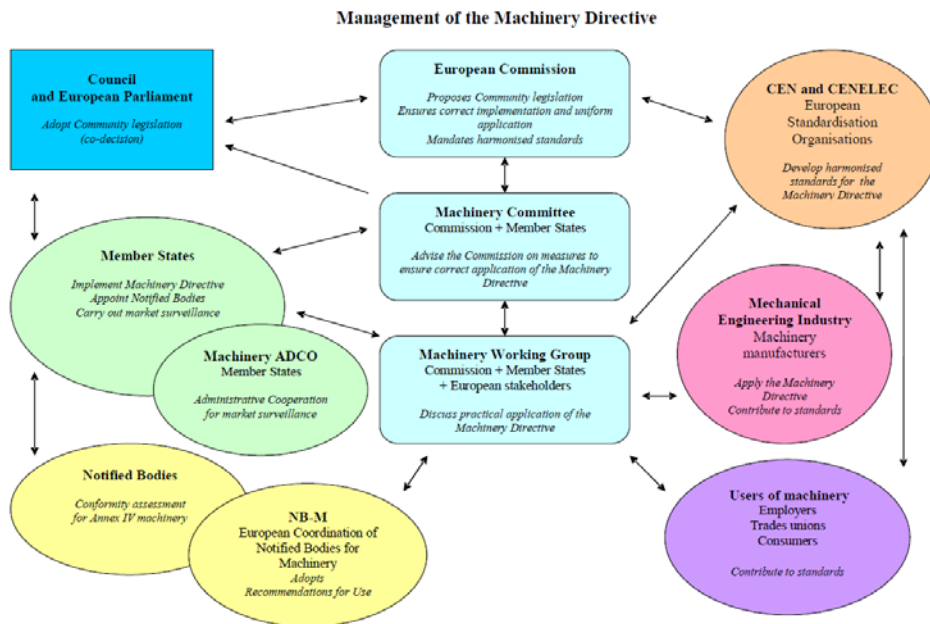 Management of the Machinery Directive
Council
and European Parliament
Adopt Community legislation
(co-decision)
European Commission
Proposes Community legislation
Ensures correct implementation and uniform
application
Mandates harmonised standards
CEN and CENELEC
European
Standardisation
Organisations
Develop harmonised
standards for the
Machinery Directive
Machinery Committee
Commission + Member States
Advise the Commission on measures to
ensure correct application of the Machinery
Directive
Member States
Implement Machinery Directive
Appoint Notified Bodies
Carry out market surveillance
Machinery ADCO
Member States
Administrative Cooperation
for market surveillance
Machinery Working Group
Commission + Member States
+ European stakeholders
Discuss practical application of the
Machinery Directive
Mechanical
Engineering Industry
Machinery
manufacturers
Apply the Machinery
Directive
Contribute to standards
Notified Bodies
Conformity assessment
for Annex IV machinery
NB-M
European Coordination of
Notified Bodies for
Machinery
Adopts
Recommendations for Use
Users of machinery
Employers
Trades unions
Consumers
Contribute to standards